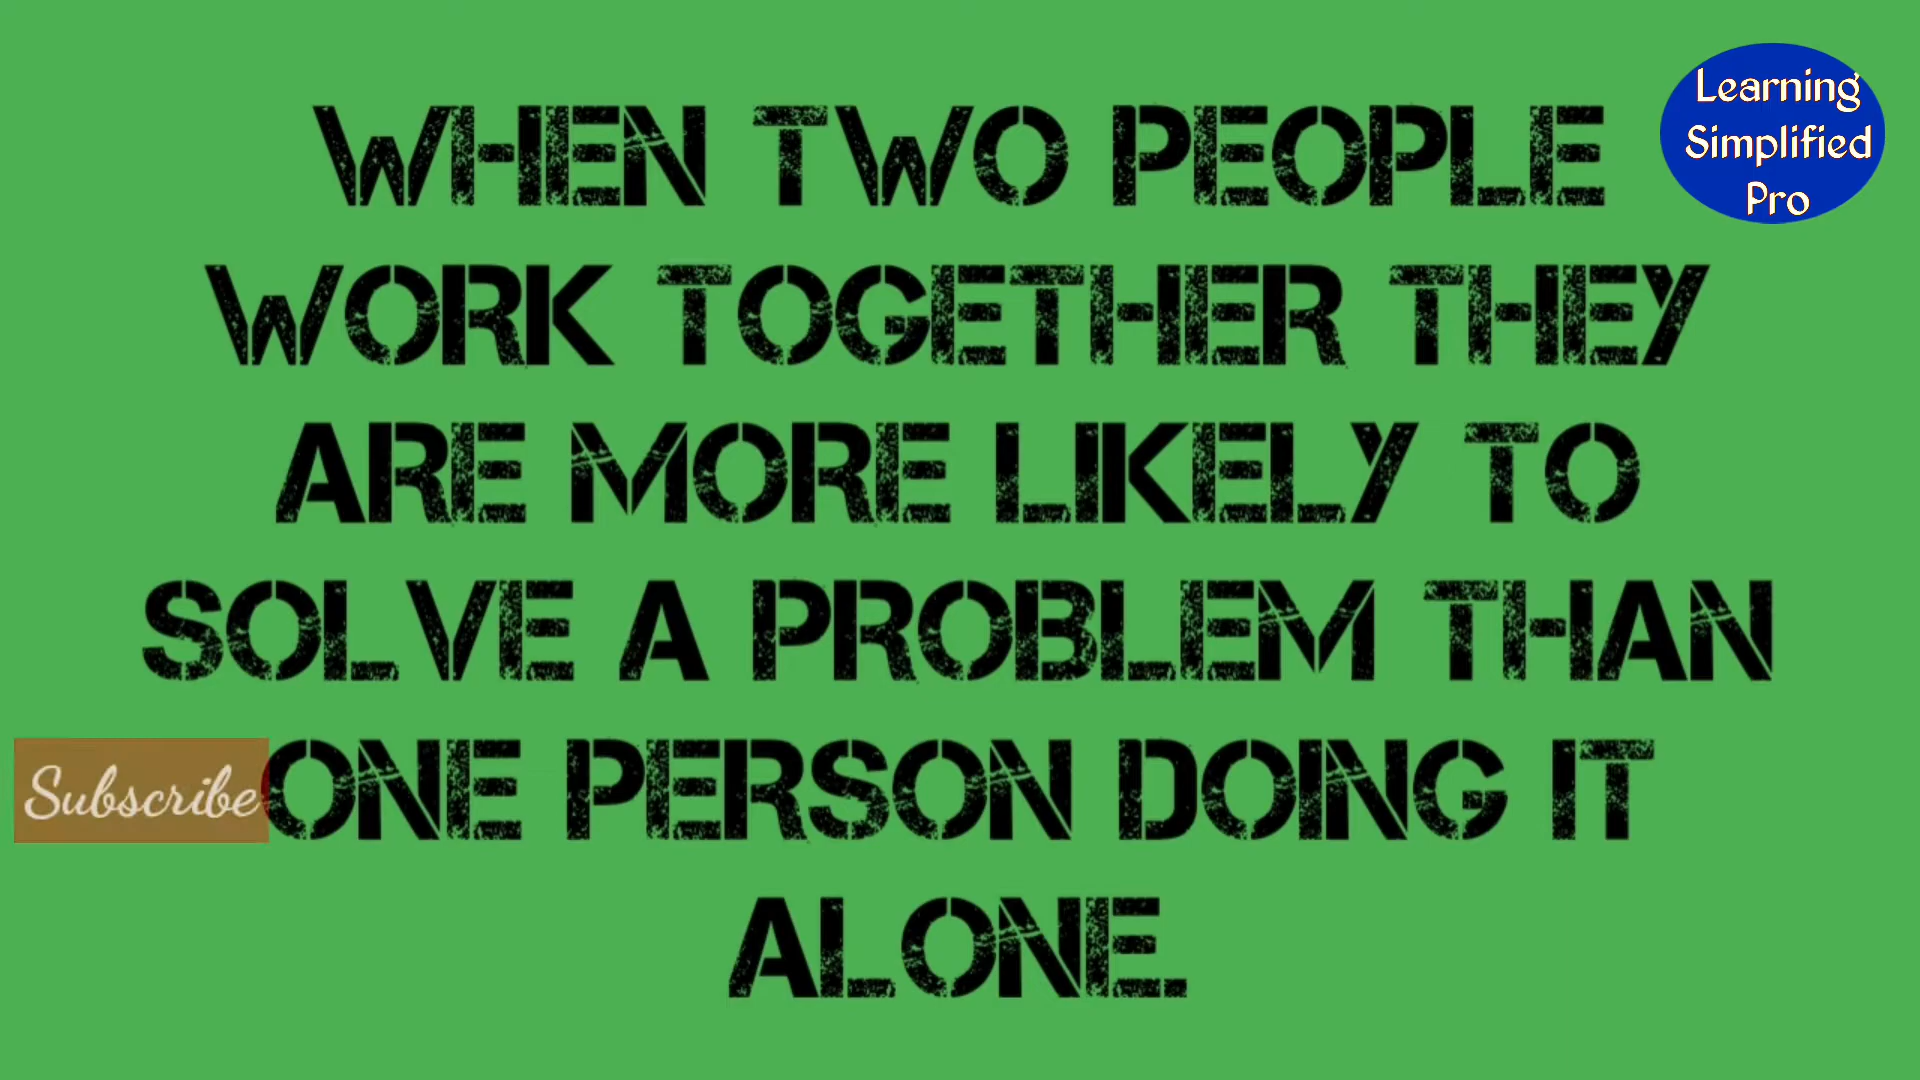 WHEN TWO PEOPLE
WORK TOGETHER THEY
ARE MORE LIKELY TO
SOLVE A PROBLEM THAN
ONE PERSON DOING IT
ALONE.
Learning
Simplified
Pro
Subscribe